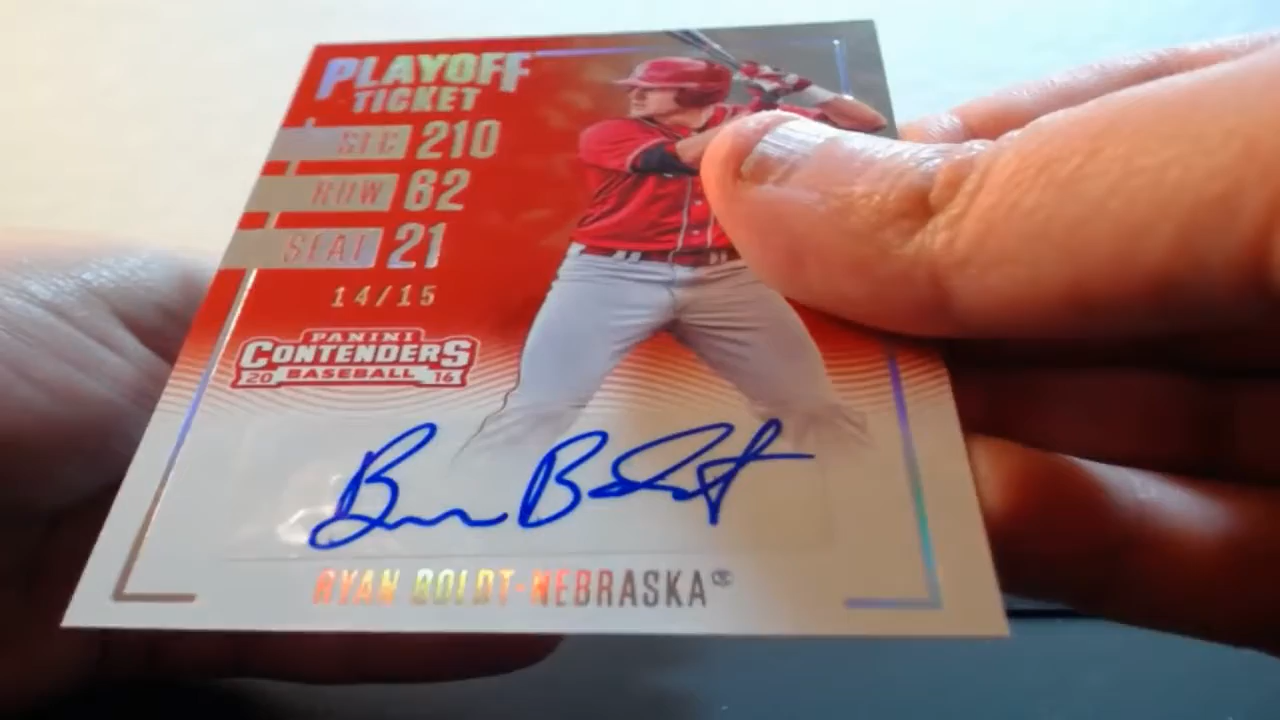 PLAYOFF
TICKET
SEC 210
ROW 62
SEAT 21
14/15
PANINI
CONTENDERS
20 BASEBALL 16
RYAN BOLDT-NEBRASKA®